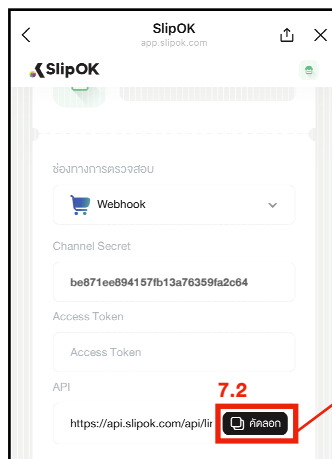 SlipOK
app.slipok.com
SlipOK
ช่องทางการตรวจสอบ
Webhook
Channel Secret
be871ee894157fb13a76359fa2c64
Access Token
Access Token
API
7.2
https://api.slipok.com/api/lir
คัดลอก